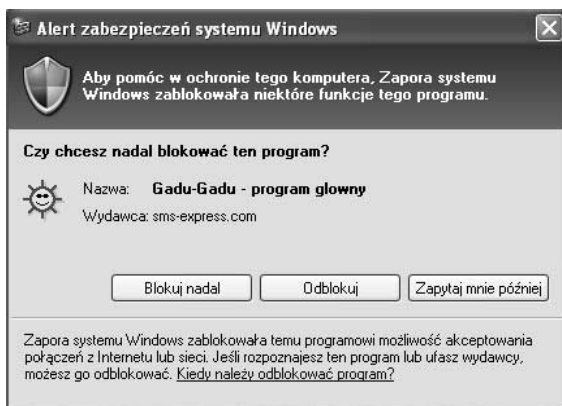 Alert zabezpieczeń systemu Windows
Aby pomóc w ochronie tego komputera, Zapora systemu
Windows zablokowała niektóre funkcje tego programu.
Czy chcesz nadal blokować ten program?
Nazwa: Gadu-Gadu - program glowny
Wydawca: sms-express.com
Blokuj nadal Odblokuj Zapytaj mnie później
Zapora systemu Windows zablokowała temu programowi możliwość akceptowania
połączeń z Internetu lub sieci. Jeśli rozpoznajesz ten program lub ufasz wydawcy,
możesz go odblokować. Kiedy należy odblokować program?